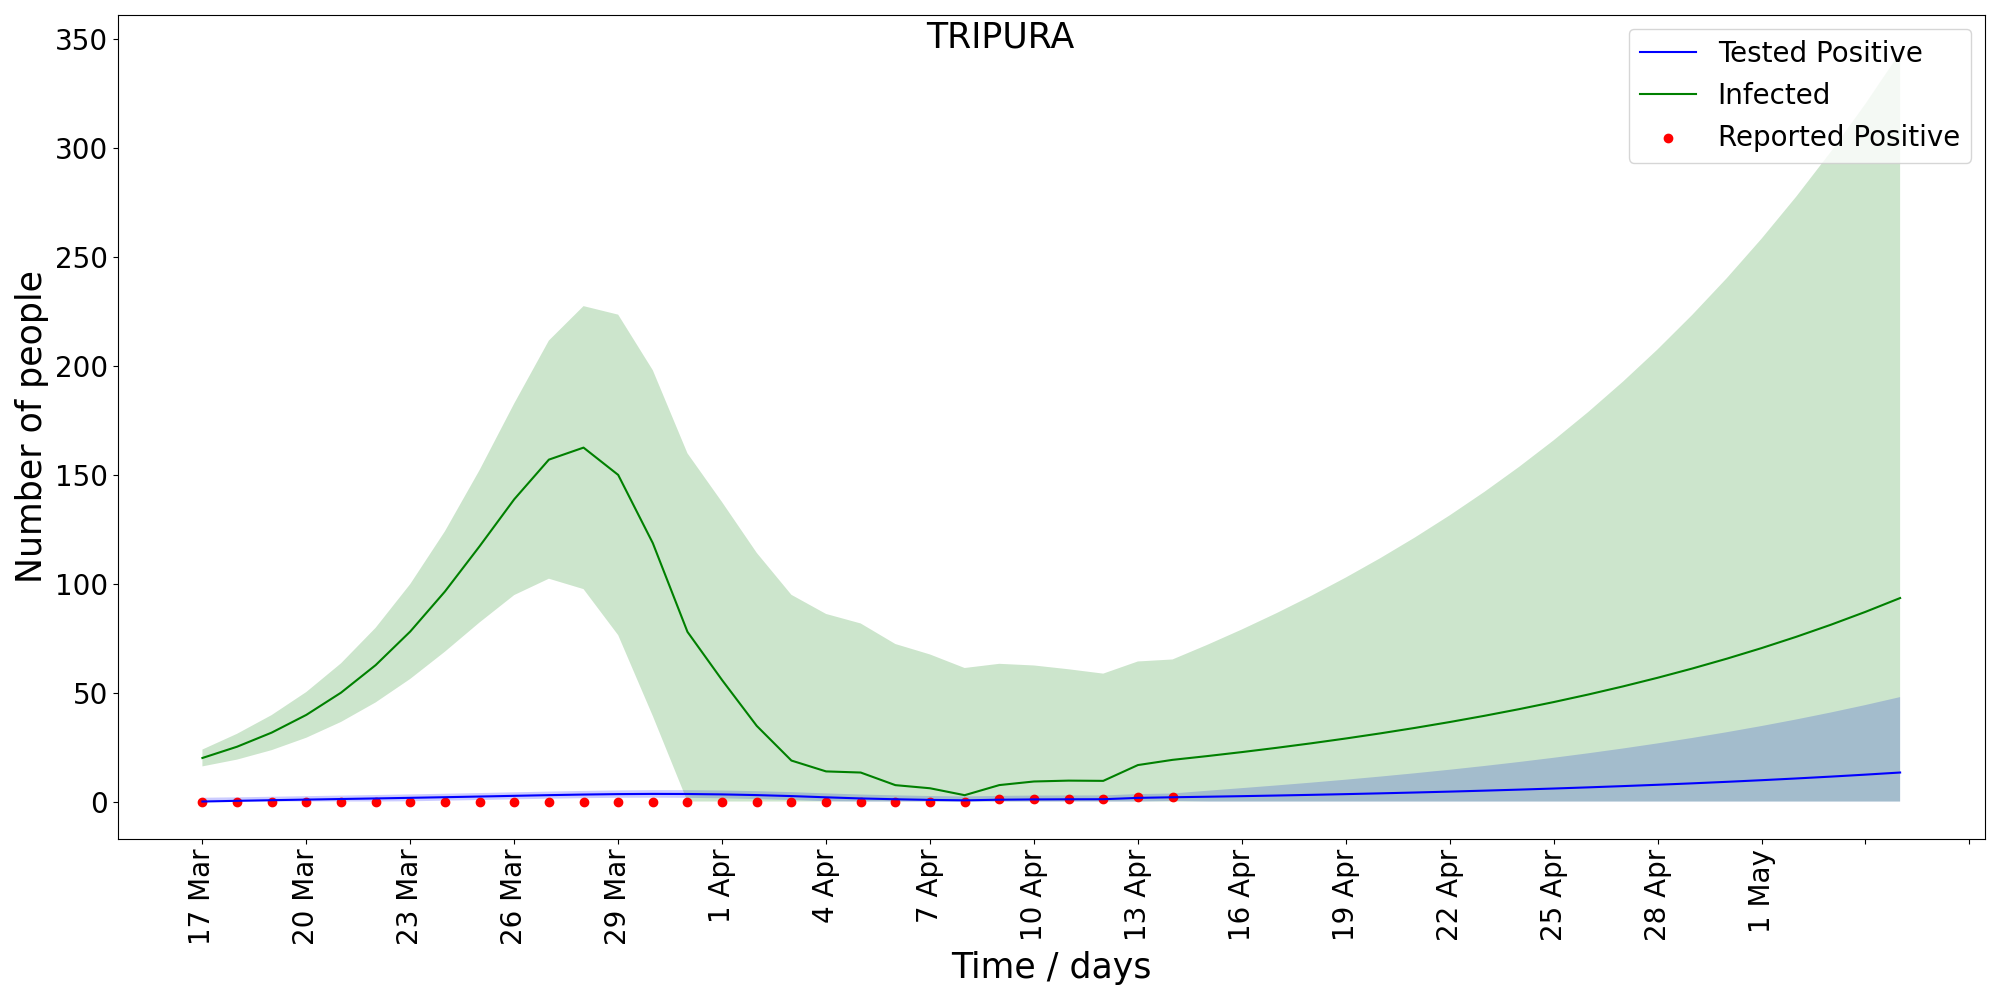 TRIPURA
Tested Positive
Infected
Reported Positive
Number of people
350
300
250
200
150
100
50
0
17 Mar
20 Mar
23 Mar
26 Mar
29 Mar
1 Apr
4 Apr
7 Apr
10 Apr
13 Apr
16 Apr
19 Apr
22 Apr
25 Apr
28 Apr
1 May
Time / days